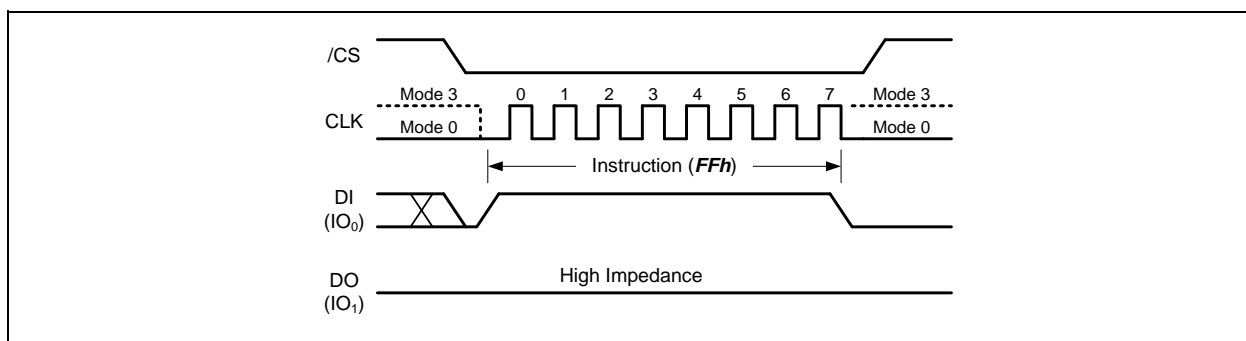 /CS
Mode 3 0 1 2 3 4 5 6 7 Mode 3
CLK
Mode 0 Mode 0
Instruction (FFh)
DI
(IO₀)
High Impedance
DO
(IO₁)